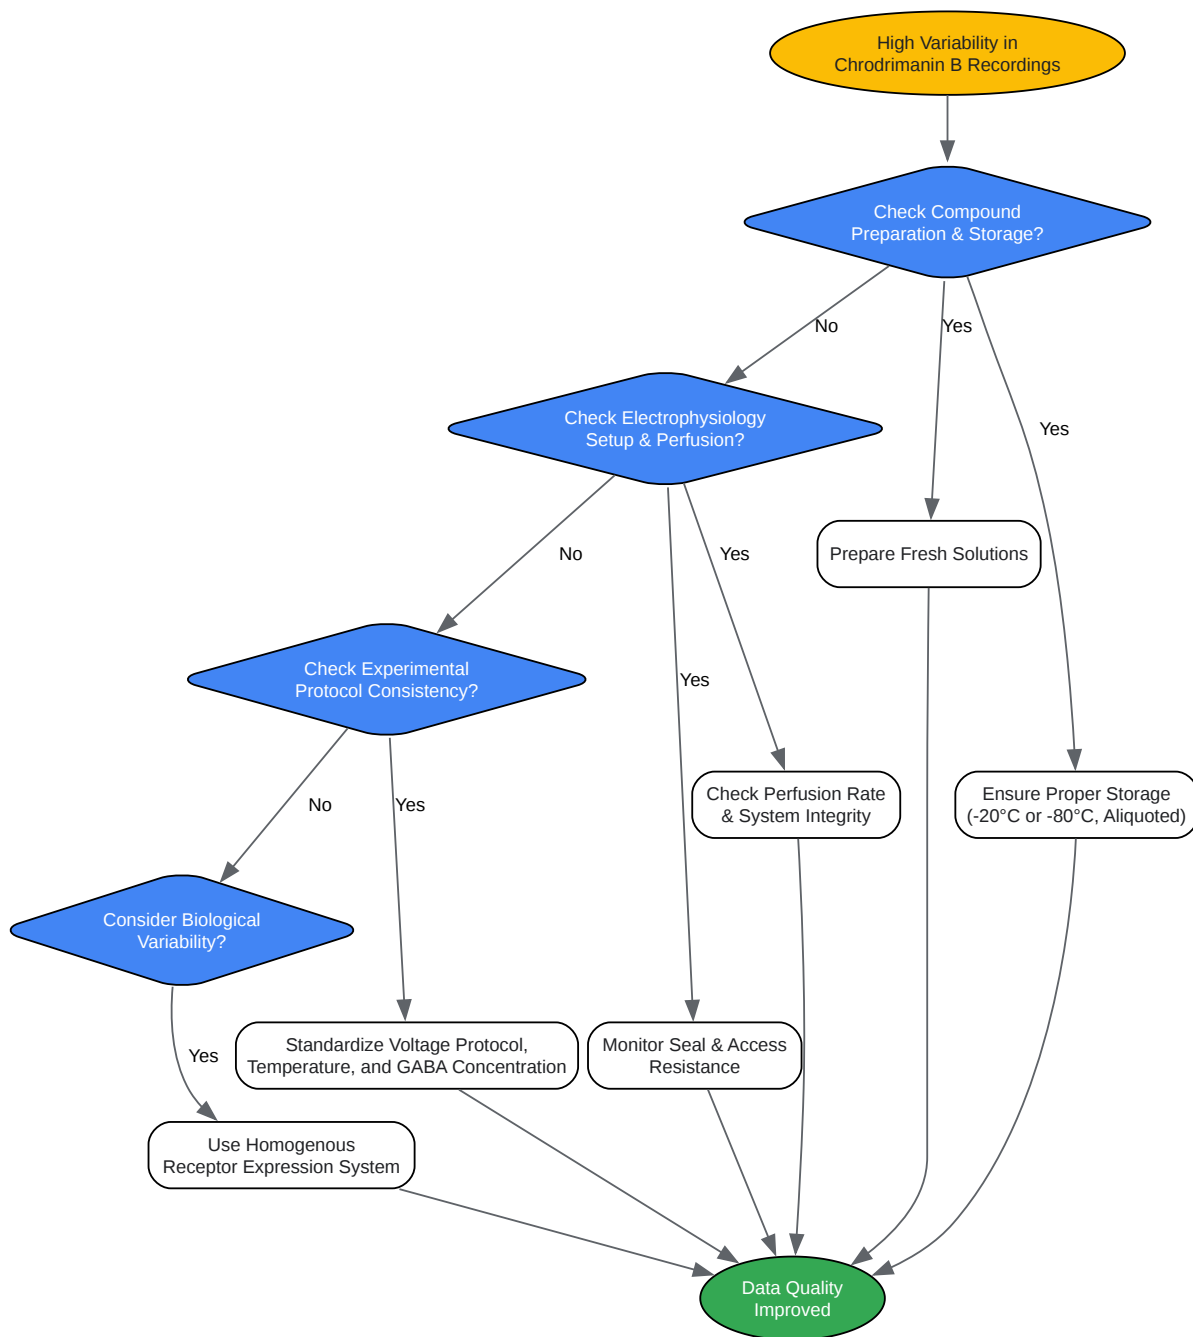 High Variability in
Chrodrimanin B Recordings
Check Compound
Preparation & Storage?
No
Yes
Yes
Check Electrophysiology
Setup & Perfusion?
No
Yes
Yes
Prepare Fresh Solutions
Check Experimental
Protocol Consistency?
No
Yes
Check Perfusion Rate
& System Integrity
Ensure Proper Storage
(-20°C or -80°C, Aliquoted)
Consider Biological
Variability?
Yes
Standardize Voltage Protocol,
Temperature, and GABA Concentration
Monitor Seal & Access
Resistance
Use Homogenous
Receptor Expression System
Data Quality
Improved